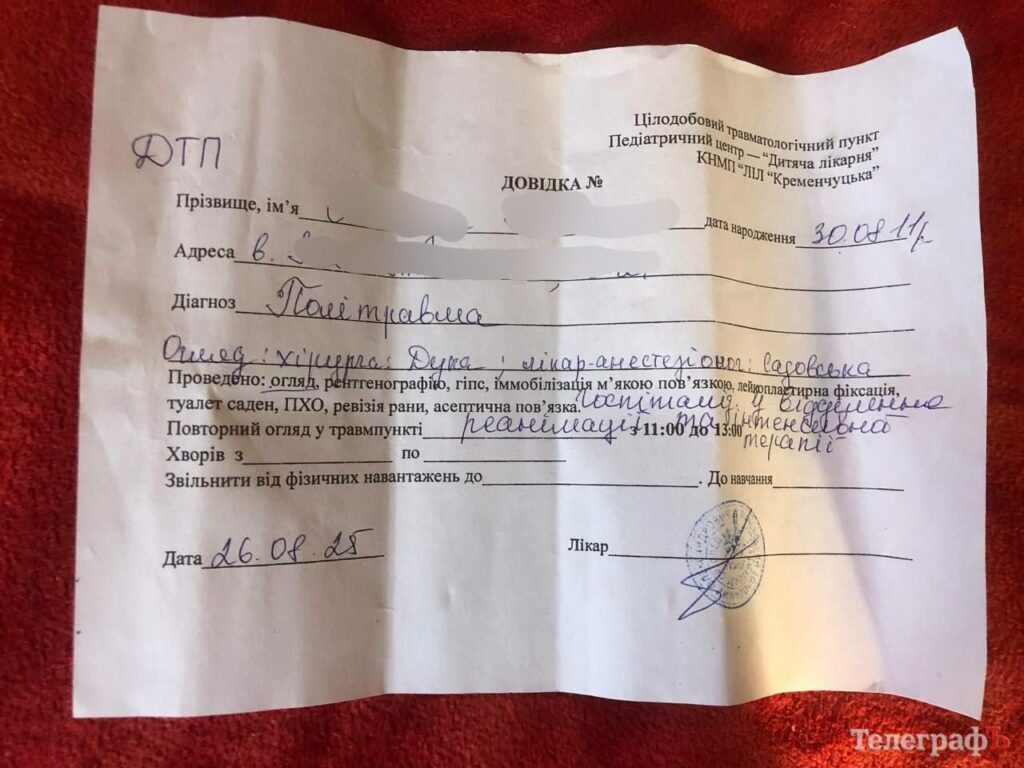 Цілодобовий травматологічний пункт
Педіатричний центр — “Дитяча лікарня”
КНМП “ЛІЛ “Кременчуцька”
ДТП
ДОВІДКА №
Прізвище, ім’я дата народження 30.08 11р.
Адреса в.
Діагноз Політравма
Огляд: хірурга: Дука ; лікар-анестезіолог: Садовська
Проведено: огляд, рентгенографію, гіпс, іммобілізація м’якою пов’язкою, лейкопластирна фіксація,
туалет саден, ПХО, ревізія рани, асептична пов’язка. Госпіталіз. у відділення
Повторний огляд у травмпункті реанімації та інтенсивної з 11:00 до 13:00
терапії
Хворів з по
Звільнити від фізичних навантажень до . До навчання
Дата 26.08.25 Лікар
Телеграфъ